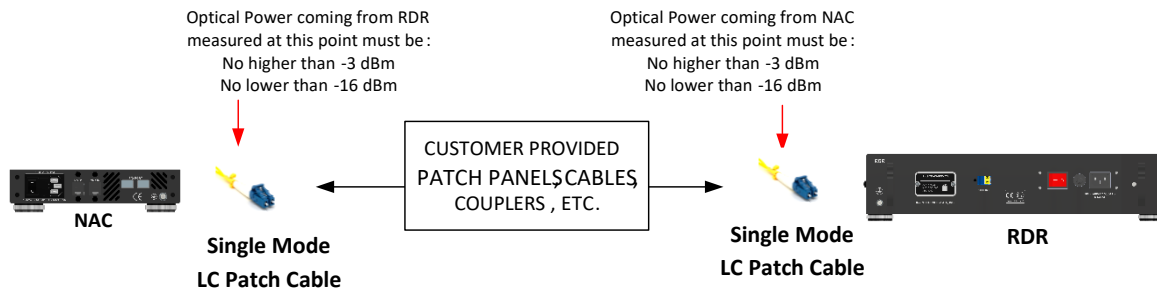 Optical Power coming from RDR
measured at this point must be:
No higher than -3 dBm
No lower than -16 dBm
Optical Power coming from NAC
measured at this point must be:
No higher than -3 dBm
No lower than -16 dBm
CUSTOMER PROVIDED
PATCH PANELS, CABLES,
COUPLERS , ETC.
NAC
Single Mode
LC Patch Cable
Single Mode
LC Patch Cable
RDR